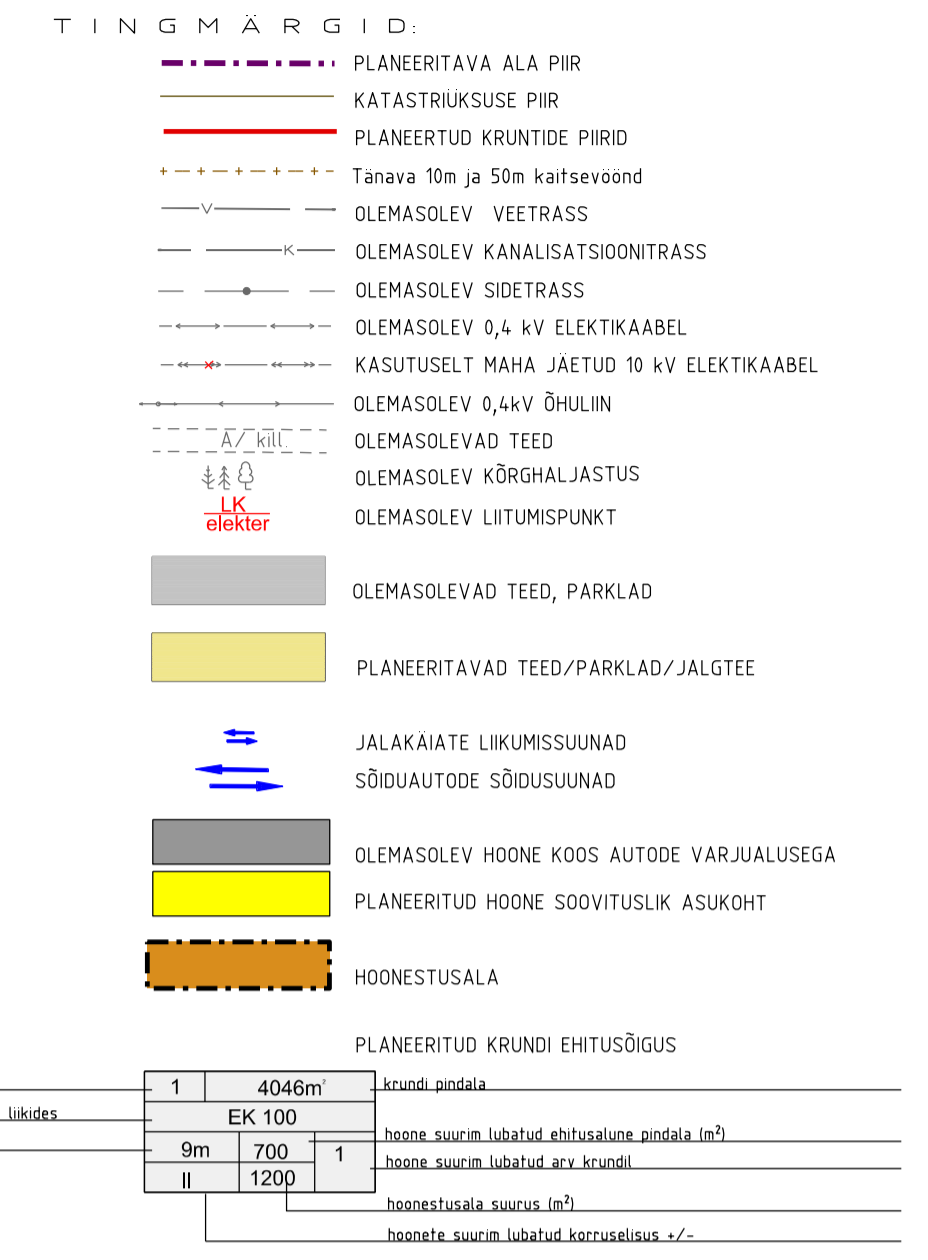 TINGMÄRGID:
PLANEERITAVA ALA PIIR
KATASTRIÜKSUSE PIIR
PLANEERTUD KRUNTIDE PIIRID
Tänava 10m ja 50m kaitsevöönd
V OLEMASOLEV VEETRASS
K OLEMASOLEV KANALISATSIOONITRASS
OLEMASOLEV SIDETRASS
OLEMASOLEV 0,4 kV ELEKTIKAABEL
KASUTUSELT MAHA JÄETUD 10 kV ELEKTIKAABEL
OLEMASOLEV 0,4kV ÕHULIIN
A/ kill. OLEMASOLEVAD TEED
OLEMASOLEV KÕRGHALJASTUS
LK
elekter
OLEMASOLEV LIITUMISPUNKT
OLEMASOLEVAD TEED, PARKLAD
PLANEERITAVAD TEED/PARKLAD/JALGTEE
JALAKÄIATE LIIKUMISSUUNAD
SÕIDUAUTODE SÕIDUSUUNAD
OLEMASOLEV HOONE KOOS AUTODE VARJUALUSEGA
PLANEERITUD HOONE SOOVITUSLIK ASUKOHT
HOONESTUSALA
PLANEERITUD KRUNDI EHITUSÕIGUS
1 4046m² krundi pindala
liikides EK 100
9m 700 1 hoone suurim lubatud ehitusalune pindala (m²)
hoone suurim lubatud arv krundil
II 1200
hoonestusala suurus (m²)
hoonete suurim lubatud korruselisus +/-